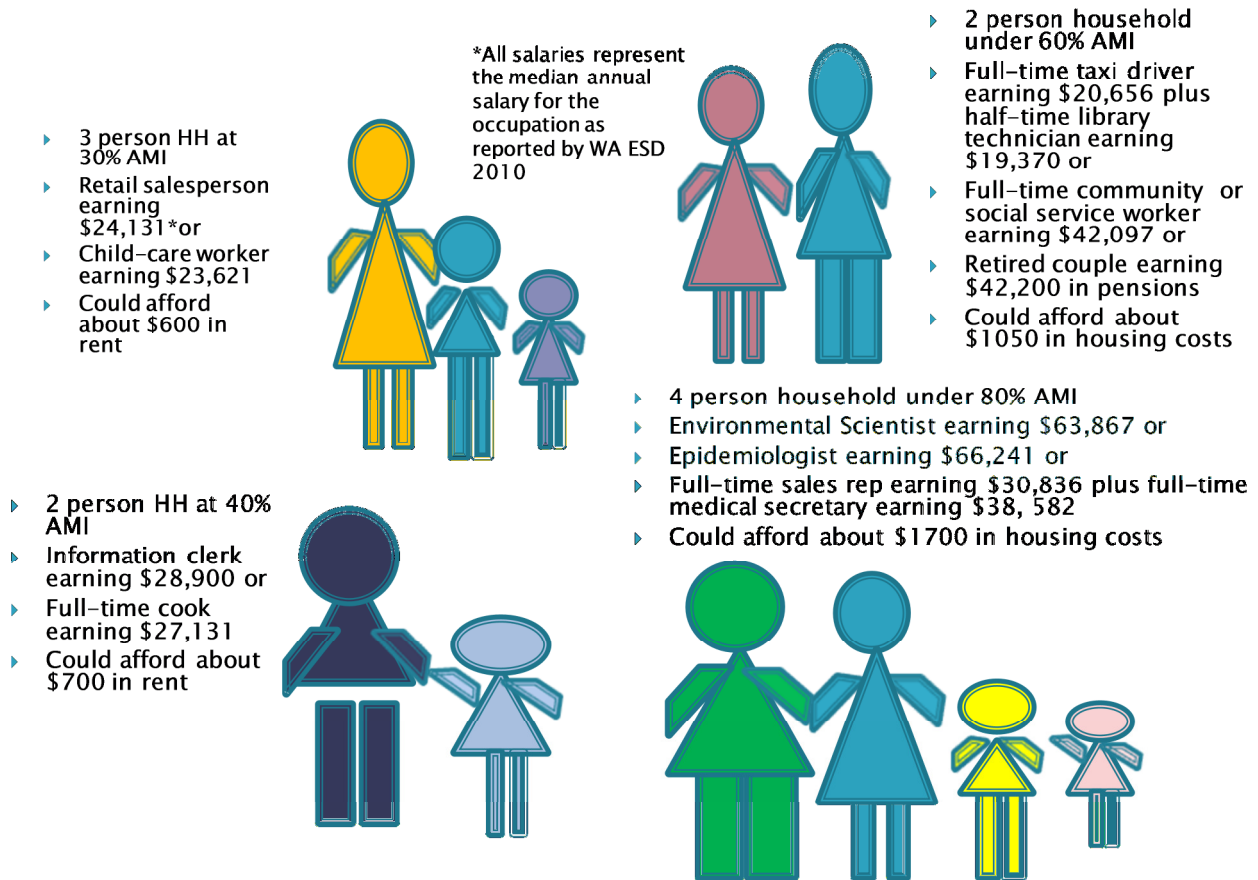 3 person HH at
30% AMI
Retail salesperson
earning
$24,131*or
Child-care worker
earning $23,621
Could afford
about $600 in
rent
*All salaries represent
the median annual
salary for the
occupation as
reported by WA ESD
2010
2 person household
under 60% AMI
Full-time taxi driver
earning $20,656 plus
half-time library
technician earning
$19,370 or
Full-time community or
social service worker
earning $42,097 or
Retired couple earning
$42,200 in pensions
Could afford about
$1050 in housing costs
2 person HH at 40%
AMI
Information clerk
earning $28,900 or
Full-time cook
earning $27,131
Could afford about
$700 in rent
4 person household under 80% AMI
Environmental Scientist earning $63,867 or
Epidemiologist earning $66,241 or
Full-time sales rep earning $30,836 plus full-time
medical secretary earning $38, 582
Could afford about $1700 in housing costs